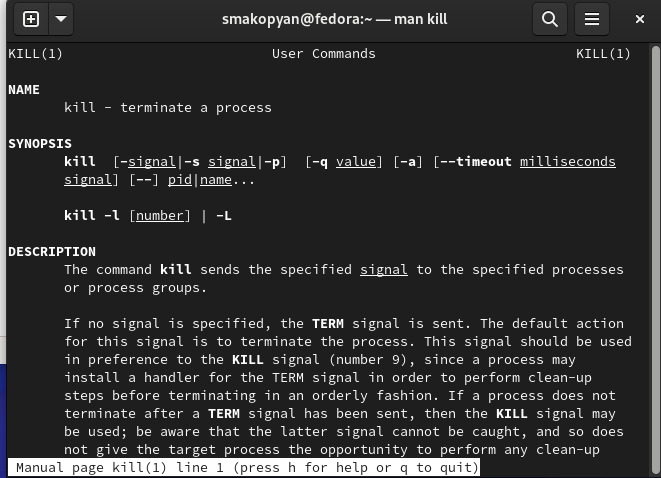 smakopyan@fedora:~ — man kill
KILL(1) User Commands KILL(1)
NAME
kill - terminate a process
SYNOPSIS
kill [-signal|-s signal|-p] [-q value] [-a] [--timeout milliseconds
signal] [--] pid|name...
kill -l [number] | -L
DESCRIPTION
The command kill sends the specified signal to the specified processes
or process groups.
If no signal is specified, the TERM signal is sent. The default action
for this signal is to terminate the process. This signal should be used
in preference to the KILL signal (number 9), since a process may
install a handler for the TERM signal in order to perform clean-up
steps before terminating in an orderly fashion. If a process does not
terminate after a TERM signal has been sent, then the KILL signal may
be used; be aware that the latter signal cannot be caught, and so does
not give the target process the opportunity to perform any clean-up
Manual page kill(1) line 1 (press h for help or q to quit)